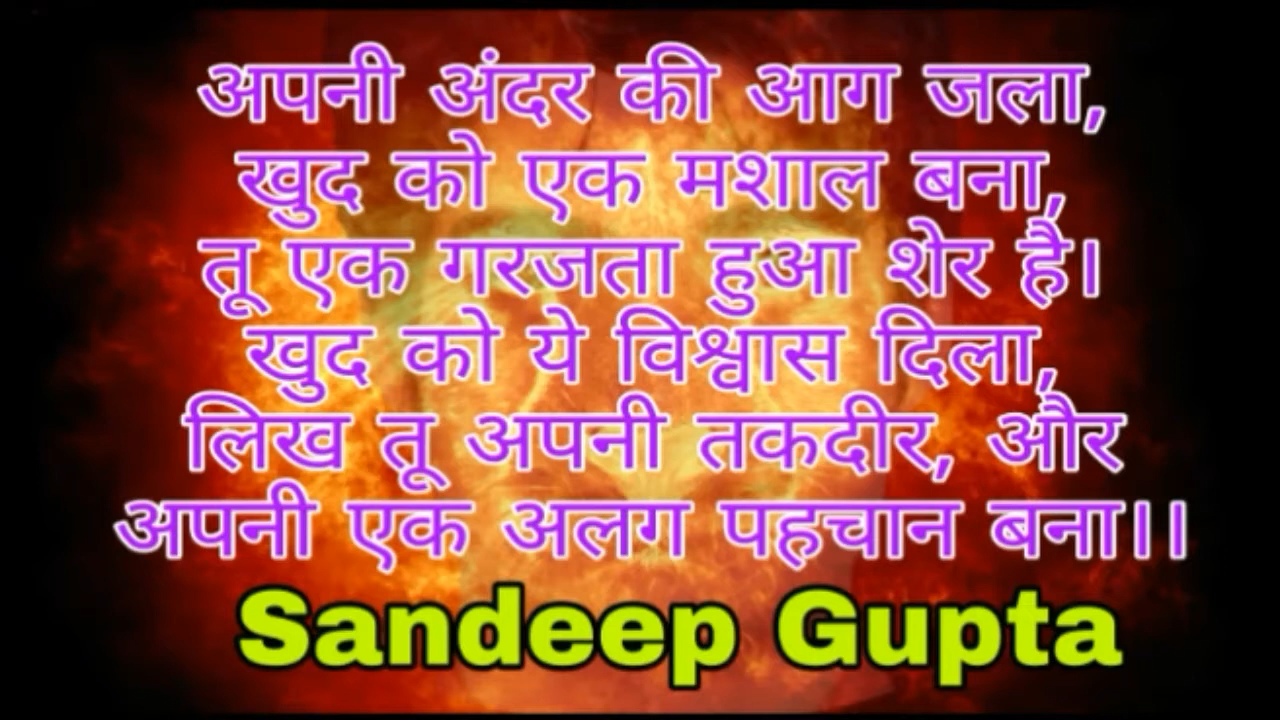 अपनी अंदर की आग जला,
खुद को एक मशाल बना,
तू एक गरजता हुआ शेर है।
खुद को ये विश्वास दिला,
लिख तू अपनी तकदीर, और
अपनी एक अलग पहचान बना।।
Sandeep Gupta